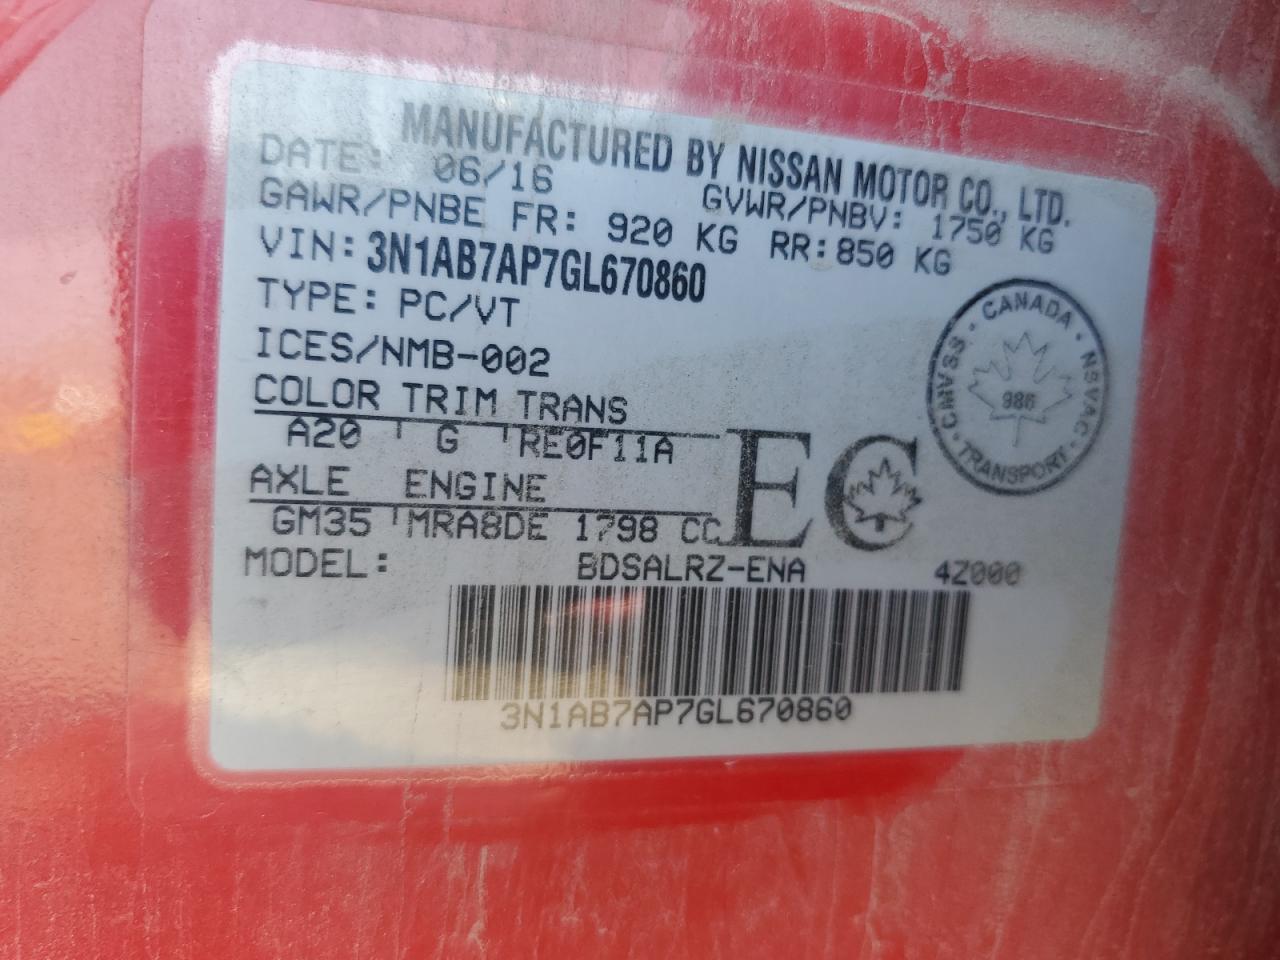 MANUFACTURED BY NISSAN MOTOR CO., LTD.
DATE: 06/16 GVWR/PNBV: 1750 KG
GAWR/PNBE FR: 920 KG RR:850 KG
VIN: 3N1AB7AP7GL670860
TYPE: PC/VT
ICES/NMB-002
COLOR TRIM TRANS
A20 G RE0F11A
AXLE ENGINE
GM35 MRA8DE 1798 CC
EC
CANADA · NSVAC · TRANSPORT · CMVSS ·
986
MODEL: BDSALRZ-ENA 4Z000
3N1AB7AP7GL670860